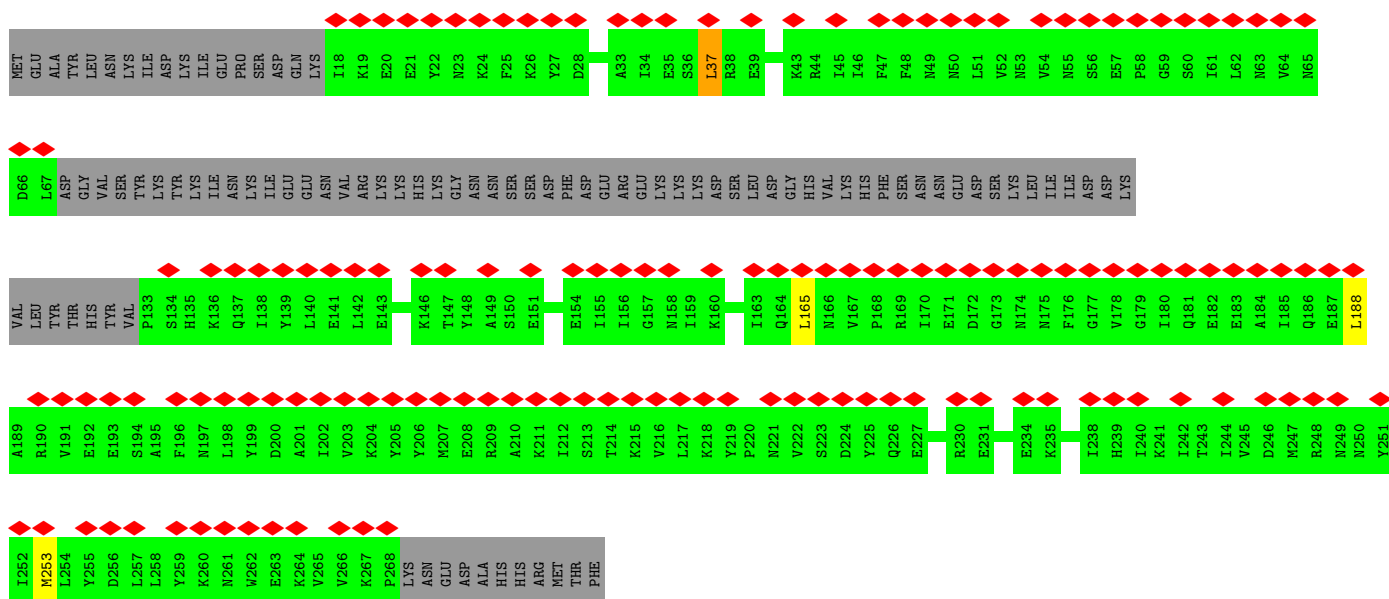 MET GLU ALA TYR LEU ASN LYS ILE ASP LYS ILE GLU PRO SER ASP GLN LYS I18 K19 E20 E21 Y22 N23 K24 F25 K26 Y27 D28 A33 I34 E35 S36 L37 R38 E39 K43 R44 I45 I46 F47 F48 N49 N50 L51 V52 N53 V54 N55 S56 E57 P58 G59 S60 I61 L62 N63 V64 N65
D66 L67 ASP GLY VAL SER TYR LYS TYR LYS ILE ASN LYS ILE GLU GLU ASN VAL ARG LYS LYS HIS LYS GLY ASN ASN SER SER ASP PHE ASP GLU ARG GLU LYS LYS LYS ASP SER LEU ASP GLY HIS VAL LYS HIS PHE SER ASN ASN GLU ASP SER LYS LEU ILE ILE ASP ASP LYS
VAL LEU TYR THR HIS TYR VAL P133 S134 H135 K136 Q137 I138 Y139 L140 E141 L142 E143 K146 T147 Y148 A149 S150 E151 E154 I155 I156 G157 N158 I159 K160 I163 Q164 L165 N166 V167 P168 R169 I170 E171 D172 G173 N174 N175 F176 G177 V178 G179 I180 Q181 E182 E183 A184 I185 Q186 E187 L188
A189 R190 V191 E192 E193 S194 A195 F196 N197 L198 Y199 D200 A201 I202 V203 K204 Y205 Y206 M207 E208 R209 A210 K211 I212 S213 T214 K215 V216 L217 K218 Y219 P220 N221 V222 S223 D224 Y225 Q226 E227 R230 E231 E234 K235 I238 H239 I240 K241 I242 T243 I244 V245 D246 M247 R248 N249 N250 Y251
I252 M253 L254 Y255 D256 L257 L258 Y259 K260 N261 W262 E263 K264 V265 V266 K267 P268 LYS ASN GLU ASP ALA HIS HIS ARG MET THR PHE